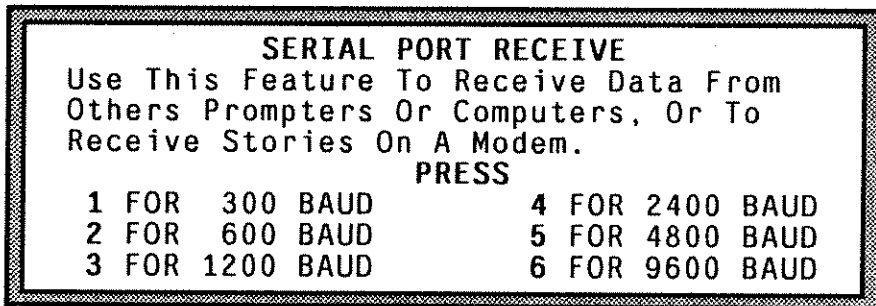 SERIAL PORT RECEIVE
Use This Feature To Receive Data From
Others Prompters Or Computers, Or To
Receive Stories On A Modem.
PRESS
1 FOR 300 BAUD 4 FOR 2400 BAUD
2 FOR 600 BAUD 5 FOR 4800 BAUD
3 FOR 1200 BAUD 6 FOR 9600 BAUD